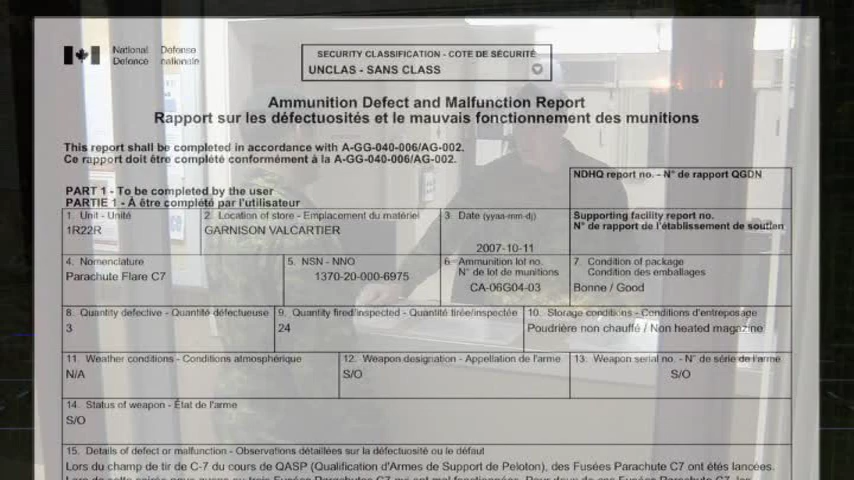 National Défense
Defence nationale
SECURITY CLASSIFICATION - COTE DE SÉCURITÉ
UNCLAS - SANS CLASS
Ammunition Defect and Malfunction Report
Rapport sur les défectuosités et le mauvais fonctionnement des munitions
This report shall be completed in accordance with A-GG-040-006/AG-002.
Ce rapport doit être complété conformément à la A-GG-040-006/AG-002.
NDHQ report no. - N° de rapport QGDN
PART 1 - To be completed by the user
PARTIE 1 - À être complété par l'utilisateur
1. Unit - Unité
1R22R
2. Location of store - Emplacement du matériel
GARNISON VALCARTIER
3. Date (yyaa-mm-dj)
2007-10-11
Supporting facility report no.
N° de rapport de l'établissement de soutien
4. Nomenclature
Parachute Flare C7
5. NSN - NNO
1370-20-000-6975
6. Ammunition lot no.
N° de lot de munitions
CA-06G04-03
7. Condition of package
Condition des emballages
Bonne / Good
8. Quantity defective - Quantité défectueuse
3
9. Quantity fired/inspected - Quantité tirée/inspectée
24
10. Storage conditions - Conditions d'entreposage
Poudrière non chauffé / Non heated magazine
11. Weather conditions - Conditions atmosphérique
N/A
12. Weapon designation - Appellation de l'arme
S/O
13. Weapon serial no. - N° de série de l'arme
S/O
14. Status of weapon - État de l'arme
S/O
15. Details of defect or malfunction - Observations détaillées sur la défectuosité ou le défaut
Lors du champ de tir de C-7 du cours de QASP (Qualification d'Armes de Support de Peloton), des Fusées Parachute C7 ont été lancées.